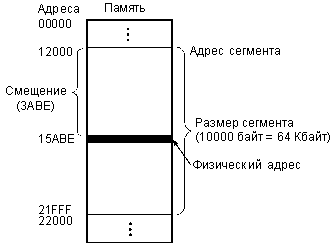 Адреса
Память
00000
12000
Адрес сегмента
Смещение
(3ABE)
Размер сегмента
(10000 байт = 64 Кбайт)
15ABE
Физический адрес
21FFF
22000